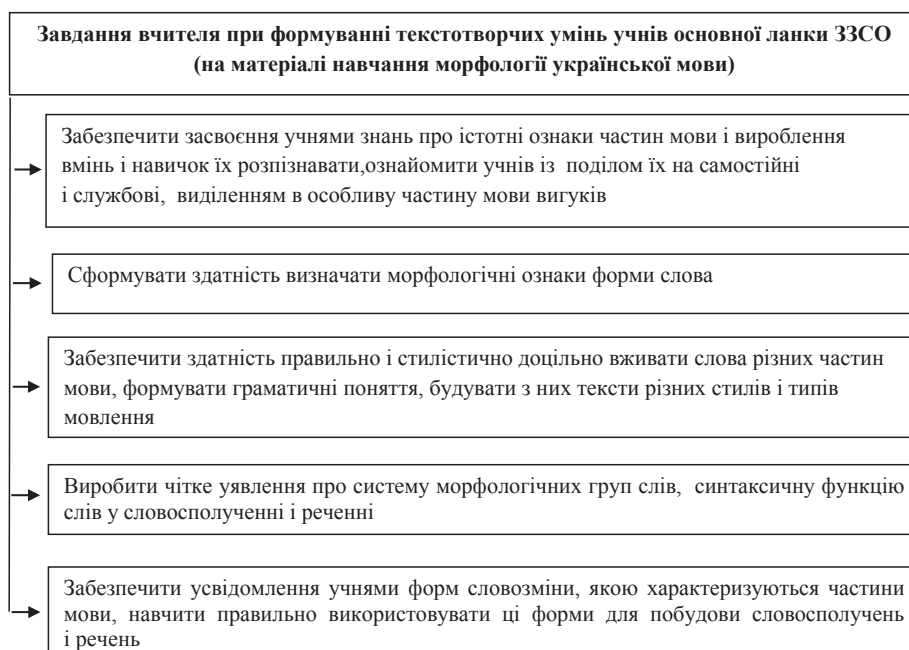 Завдання вчителя при формуванні текстотворчих умінь учнів основної ланки ЗЗСО
(на матеріалі навчання морфології української мови)
Забезпечити засвоєння учнями знань про істотні ознаки частин мови і вироблення
вмінь і навичок їх розпізнавати,ознайомити учнів із поділом їх на самостійні
і службові, виділенням в особливу частину мови вигуків
Сформувати здатність визначати морфологічні ознаки форми слова
Забезпечити здатність правильно і стилістично доцільно вживати слова різних частин
мови, формувати граматичні поняття, будувати з них тексти різних стилів і типів
мовлення
Виробити чітке уявлення про систему морфологічних груп слів, синтаксичну функцію
слів у словосполученні і реченні
Забезпечити усвідомлення учнями форм словозміни, якою характеризуються частини
мови, навчити правильно використовувати ці форми для побудови словосполучень
і речень